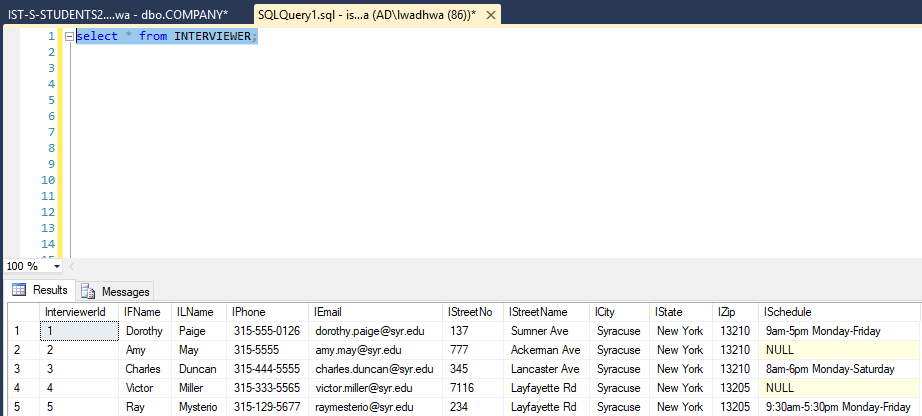 IST-S-STUDENTS2....wa - dbo.COMPANY* SQLQuery1.sql - is...a (AD\lwadhwa (86))*
1 select * from INTERVIEWER;
2
3
4
5
6
7
8
9
10
11
12
13
14
100 %
Results Messages
InterviewerId IFName ILName IPhone IEmail IStreetNo IStreetName ICity IState IZip ISchedule
1 1 Dorothy Paige 315-555-0126 dorothy.paige@syr.edu 137 Sumner Ave Syracuse New York 13210 9am-5pm Monday-Friday
2 2 Amy May 315-5555 amy.may@syr.edu 777 Ackerman Ave Syracuse New York 13210 NULL
3 3 Charles Duncan 315-444-5555 charles.duncan@syr.edu 345 Lancaster Ave Syracuse New York 13210 8am-6pm Monday-Saturday
4 4 Victor Miller 315-333-5565 victor.miller@syr.edu 7116 Layfayette Rd Syracuse New York 13205 NULL
5 5 Ray Mysterio 315-129-5677 raymesterio@syr.edu 234 Layfayette Rd Syracuse New York 13205 9:30am-5:30pm Monday-Friday